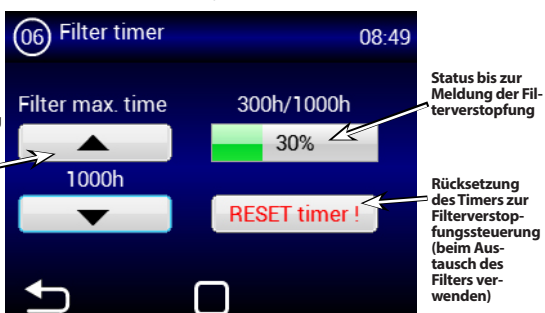 06 Filter timer 08:49
Filter max. time 300h/1000h
30%
1000h
RESET timer !
Status bis zur
Meldung der Fil-
terverstopfung
Rücksetzung
des Timers zur
Filterverstop-
fungssteuerung
(beim Aus-
tausch des
Filters ver-
wenden)